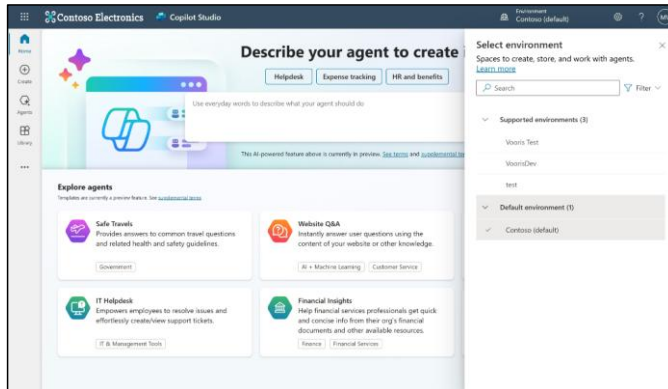 Contoso Electronics
Copilot Studio
Environment
Contoso (default)
?
Home
Create
Agents
Library
Describe your agent to create i
Helpdesk
Expense tracking
HR and benefits
Use everyday words to describe what your agent should do
This AI-powered feature above is currently in preview. See terms and supplemental te
Explore agents
Templates are currently a preview feature. See supplemental terms.
Safe Travels
Provides answers to common travel questions
and related health and safety guidelines.
Government
Website Q&A
Instantly answer user questions using the
content of your website or other knowledge.
AI + Machine Learning
Customer Service
IT Helpdesk
Empowers employees to resolve issues and
effortlessly create/view support tickets.
IT & Management Tools
Financial Insights
Help financial services professionals get quick
and concise info from their org's financial
documents and other available resources.
Finance
Financial Services
Select environment
Spaces to create, store, and work with agents.
Learn more
Search
Filter
Supported environments (3)
Vooris Test
VoorisDev
test
Default environment (1)
Contoso (default)